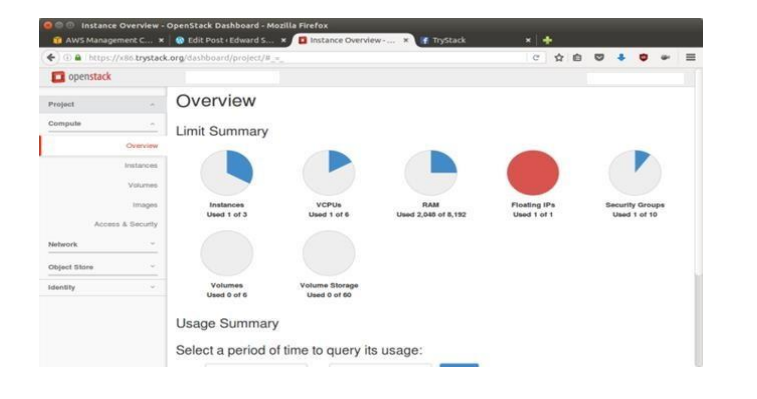 Instance Overview - OpenStack Dashboard - Mozilla Firefox
AWS Management C... × Edit Post ‹ Edward S... × Instance Overview - ... × TryStack ×
https://x86.trystack.org/dashboard/project/#_=_
openstack
Project
Compute
Overview
Instances
Volumes
Images
Access & Security
Network
Object Store
Identity
Overview
Limit Summary
Instances
Used 1 of 3
VCPUs
Used 1 of 6
RAM
Used 2,048 of 8,192
Floating IPs
Used 1 of 1
Security Groups
Used 1 of 10
Volumes
Used 0 of 6
Volume Storage
Used 0 of 60
Usage Summary
Select a period of time to query its usage: